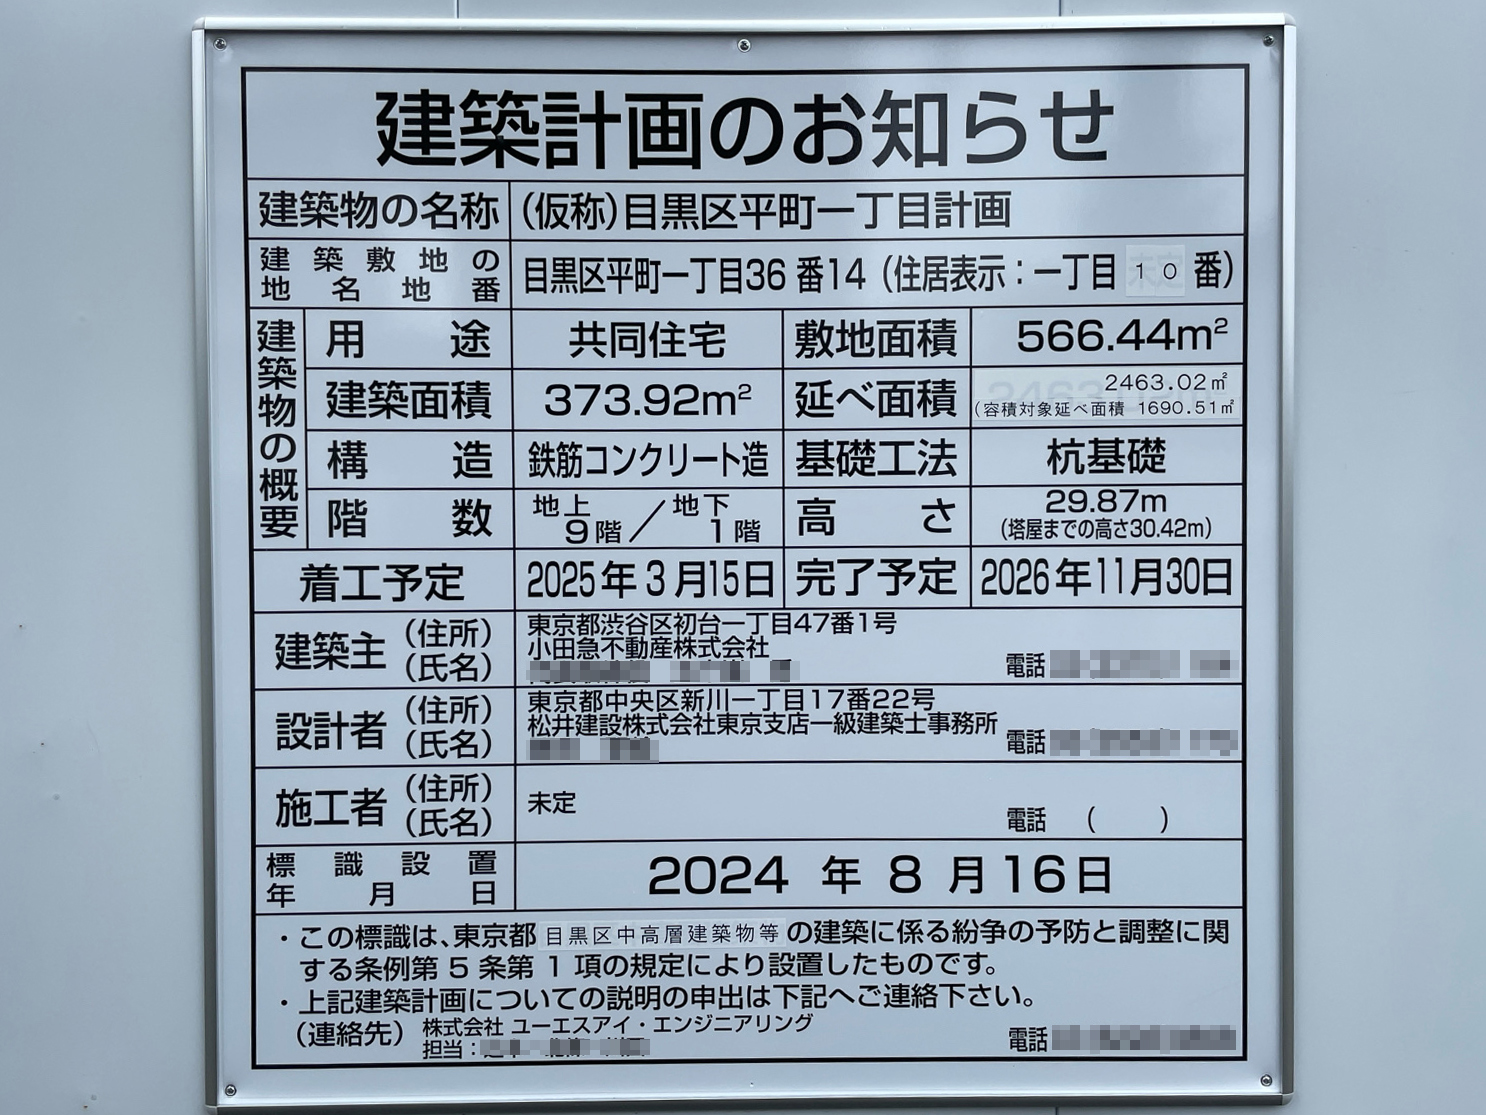 建築計画のお知らせ
建築物の名称 (仮称)目黒区平町一丁目計画
建築敷地の地名地番 目黒区平町一丁目36番14(住居表示：一丁目10番)
建築物の概要
用途 共同住宅 敷地面積 566.44m²
建築面積 373.92m² 延べ面積 2463.02㎡
(容積対象延べ面積 1690.51㎡
構造 鉄筋コンクリート造 基礎工法 杭基礎
階数 地上9階／地下1階 高さ 29.87m
(塔屋までの高さ30.42m)
着工予定 2025年3月15日 完了予定 2026年11月30日
建築主 (住所) 東京都渋谷区初台一丁目47番1号
(氏名) 小田急不動産株式会社
電話
設計者 (住所) 東京都中央区新川一丁目17番22号
(氏名) 松井建設株式会社東京支店一級建築士事務所
電話
施工者 (住所)
(氏名) 未定
電話 ( )
標識設置年月日 2024年8月16日
・この標識は、東京都目黒区中高層建築物等の建築に係る紛争の予防と調整に関
する条例第5条第1項の規定により設置したものです。
・上記建築計画についての説明の申出は下記へご連絡下さい。
(連絡先) 株式会社 ユーエスアイ・エンジニアリング
担当：
電話